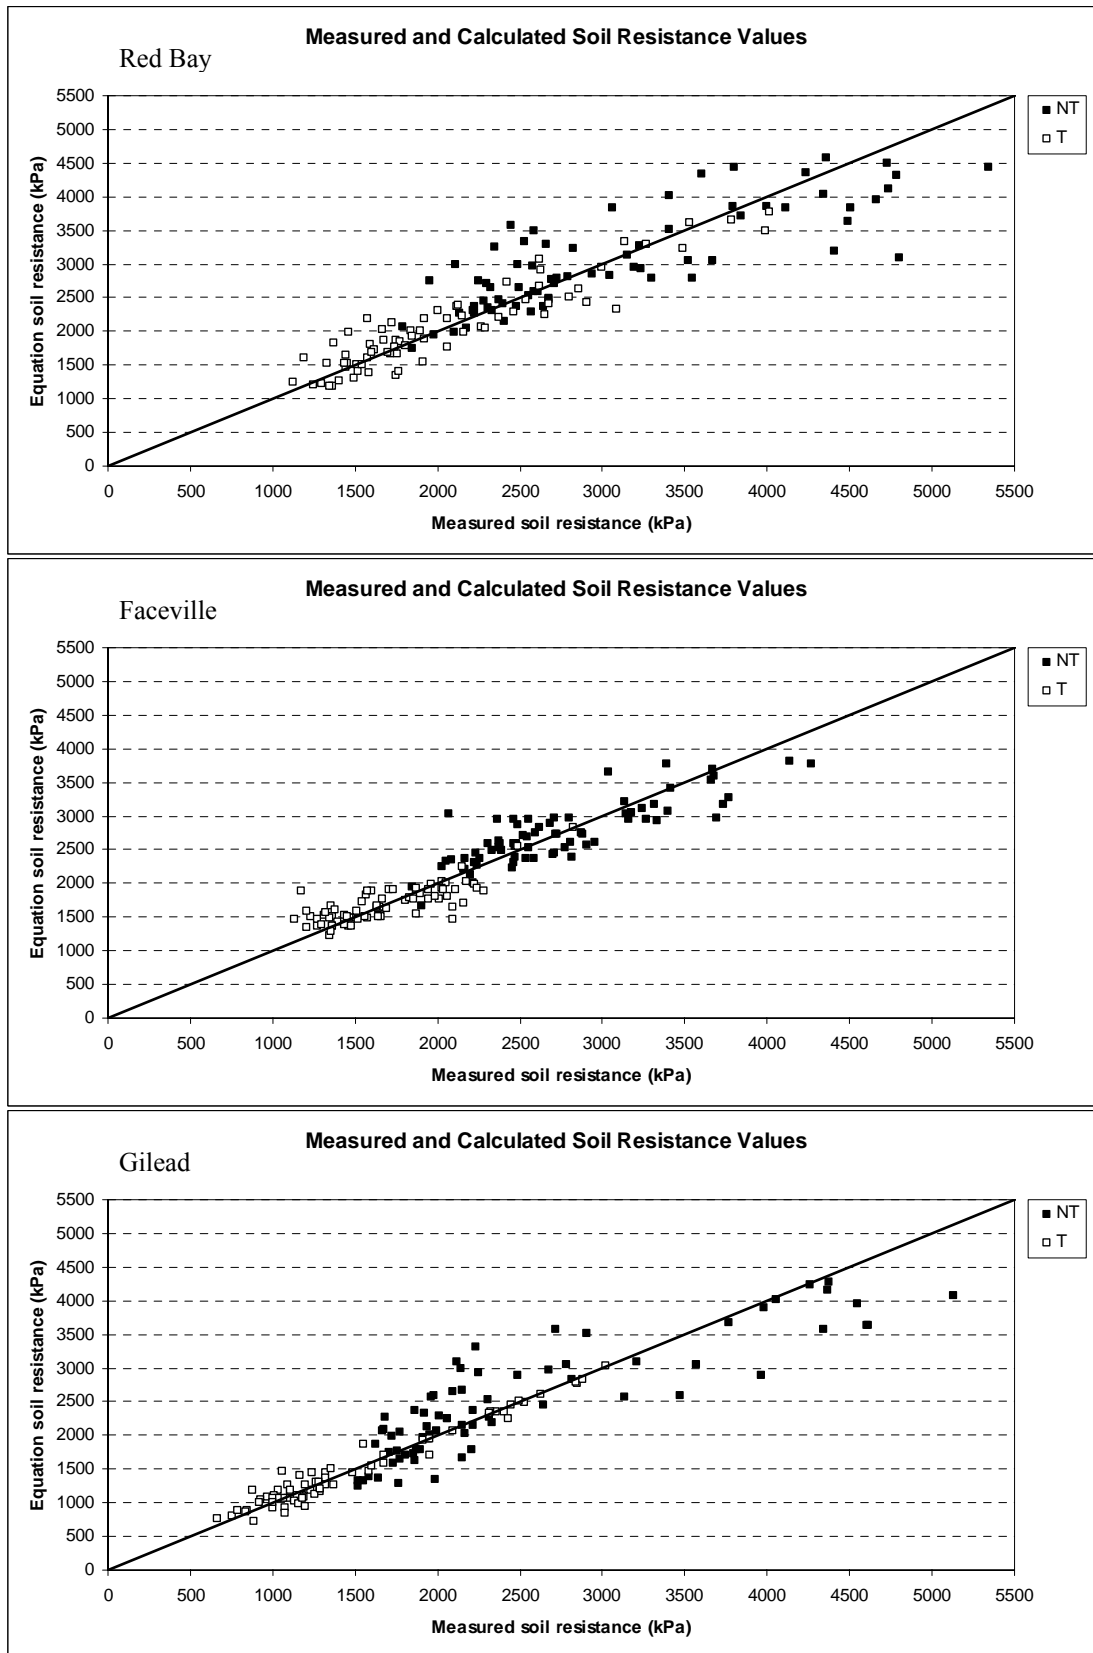 Measured and Calculated Soil Resistance Values
Red Bay
Equation soil resistance (kPa)
5500
5000
4500
4000
3500
3000
2500
2000
1500
1000
500
0
0 500 1000 1500 2000 2500 3000 3500 4000 4500 5000 5500
Measured soil resistance (kPa)
NT
T
Measured and Calculated Soil Resistance Values
Faceville
Equation soil resistance (kPa)
5500
5000
4500
4000
3500
3000
2500
2000
1500
1000
500
0
0 500 1000 1500 2000 2500 3000 3500 4000 4500 5000 5500
Measured soil resistance (kPa)
NT
T
Measured and Calculated Soil Resistance Values
Gilead
Equation soil resistance (kPa)
5500
5000
4500
4000
3500
3000
2500
2000
1500
1000
500
0
0 500 1000 1500 2000 2500 3000 3500 4000 4500 5000 5500
Measured soil resistance (kPa)
NT
T